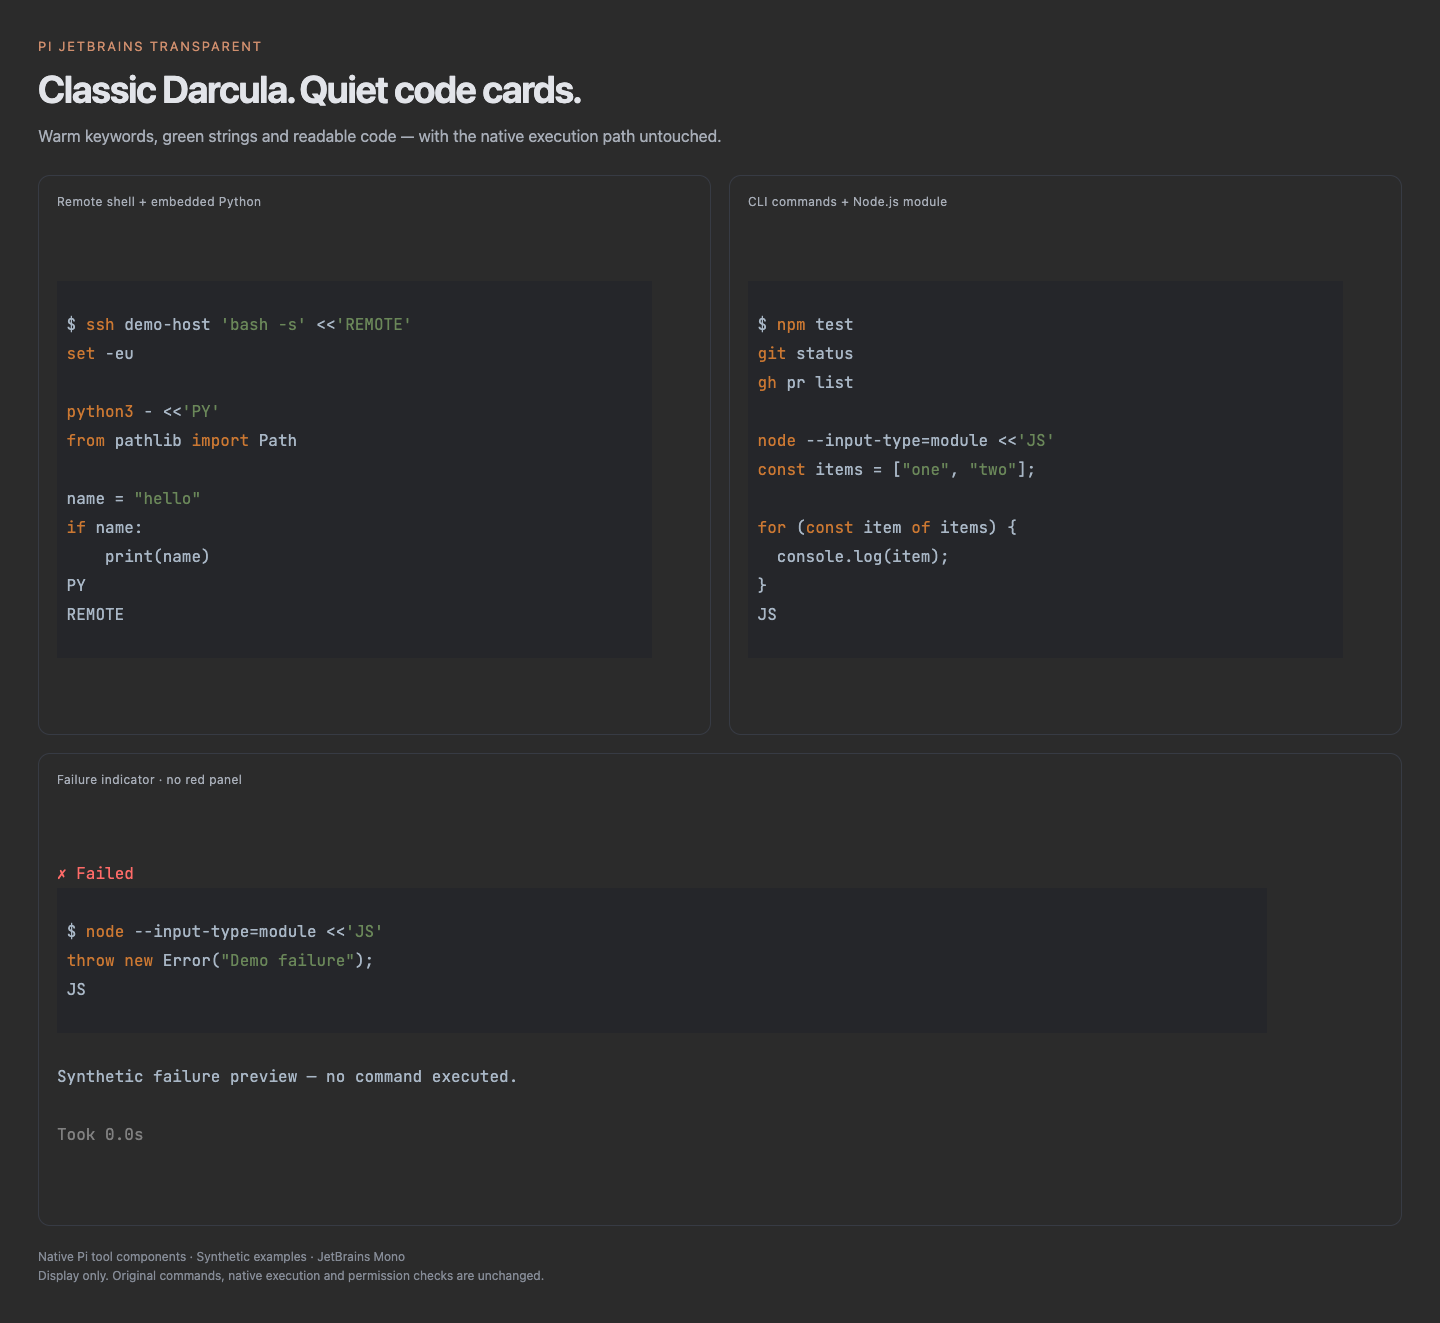 PI JETBRAINS TRANSPARENT
Classic Darcula. Quiet code cards.
Warm keywords, green strings and readable code — with the native execution path untouched.
Remote shell + embedded Python
$ ssh demo-host 'bash -s' <<'REMOTE'
set -eu
python3 - <<'PY'
from pathlib import Path
name = "hello"
if name:
    print(name)
PY
REMOTE
CLI commands + Node.js module
$ npm test
git status
gh pr list
node --input-type=module <<'JS'
const items = ["one", "two"];
for (const item of items) {
  console.log(item);
}
JS
Failure indicator · no red panel
✗ Failed
$ node --input-type=module <<'JS'
throw new Error("Demo failure");
JS
Synthetic failure preview — no command executed.
Took 0.0s
Native Pi tool components · Synthetic examples · JetBrains Mono
Display only. Original commands, native execution and permission checks are unchanged.